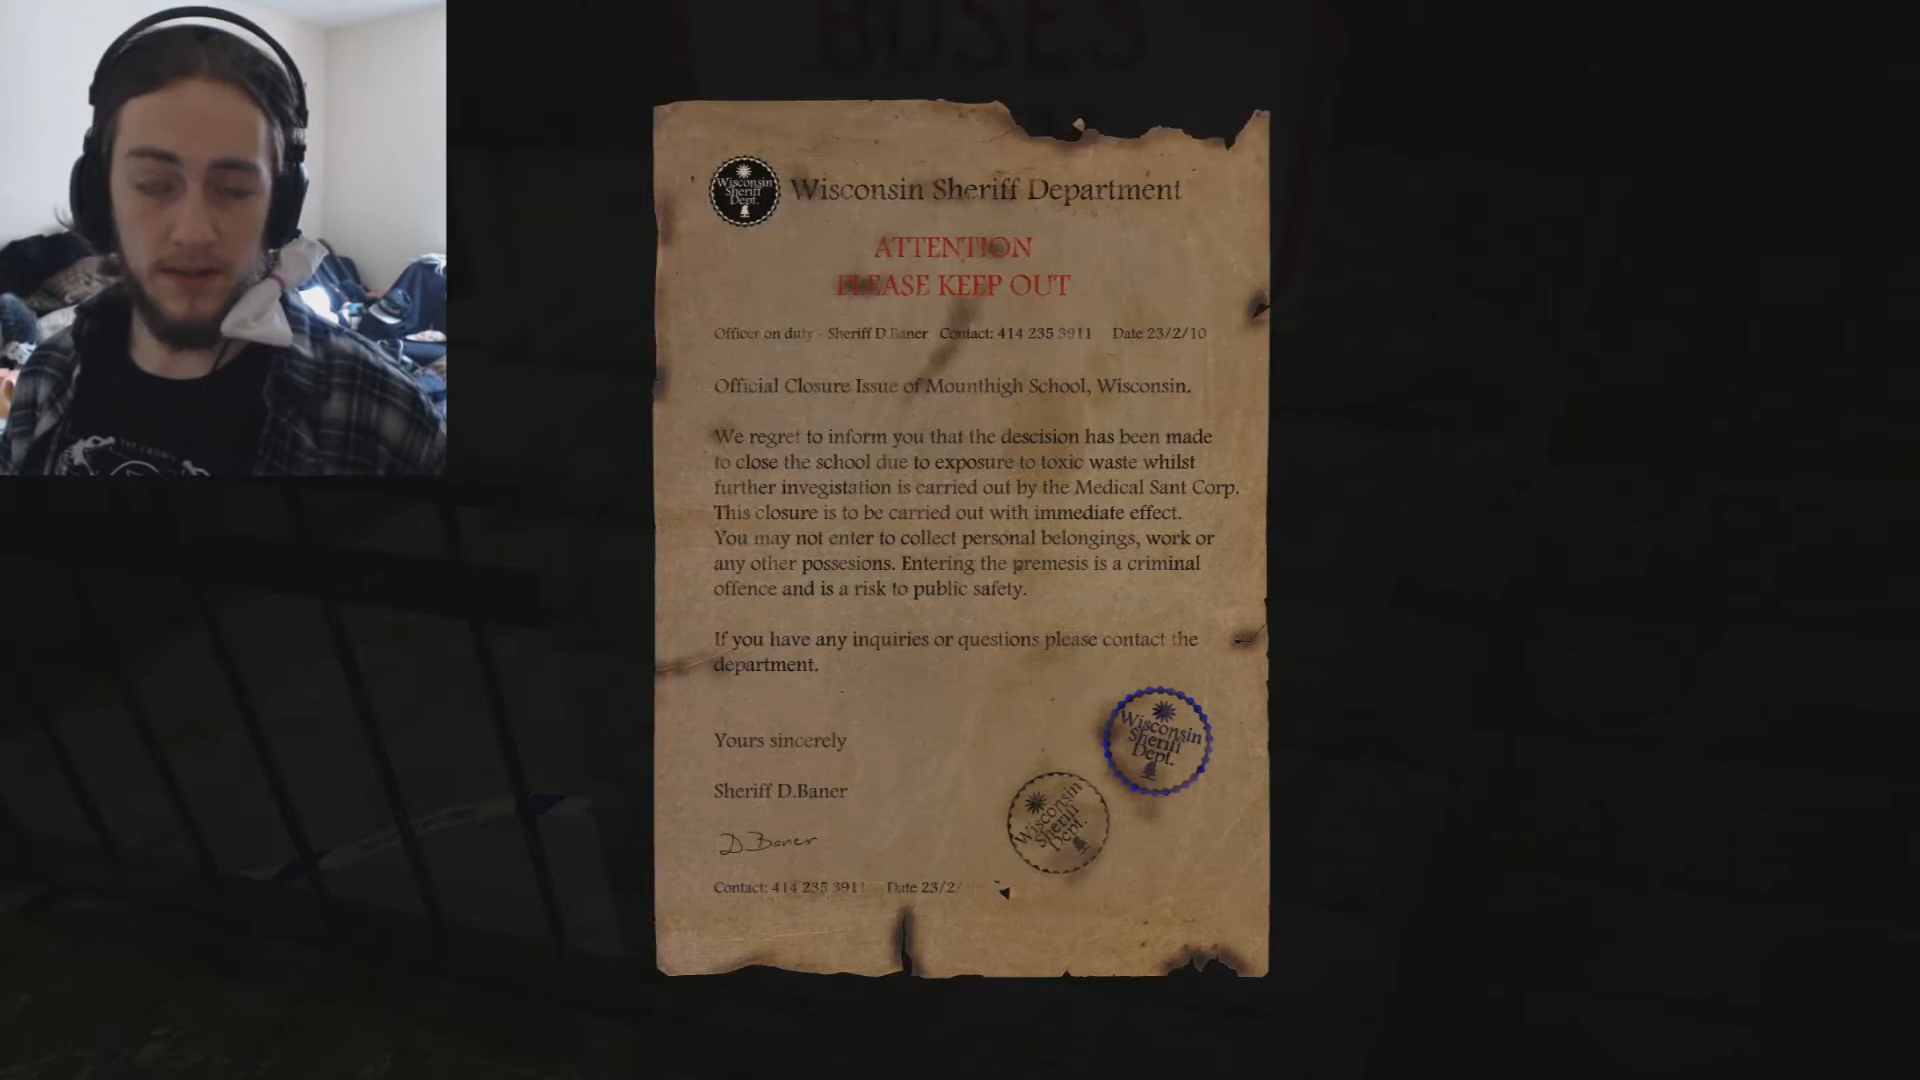 BUSES
Wisconsin
Sheriff
Dept.
Wisconsin Sheriff Department
ATTENTION
PLEASE KEEP OUT
Officer on duty - Sheriff D.Baner Contact: 414 235 3911 Date 23/2/10
Official Closure Issue of Mounthigh School, Wisconsin.
We regret to inform you that the descision has been made
to close the school due to exposure to toxic waste whilst
further invegistation is carried out by the Medical Sant Corp.
This closure is to be carried out with immediate effect.
You may not enter to collect personal belongings, work or
any other possesions. Entering the premesis is a criminal
offence and is a risk to public safety.
If you have any inquiries or questions please contact the
department.
Yours sincerely
Sheriff D.Baner
D Baner
Wisconsin
Sheriff
Dept.
Wisconsin
Sheriff
Dept.
Contact: 414 235 3911 Date 23/2/
THE CROW